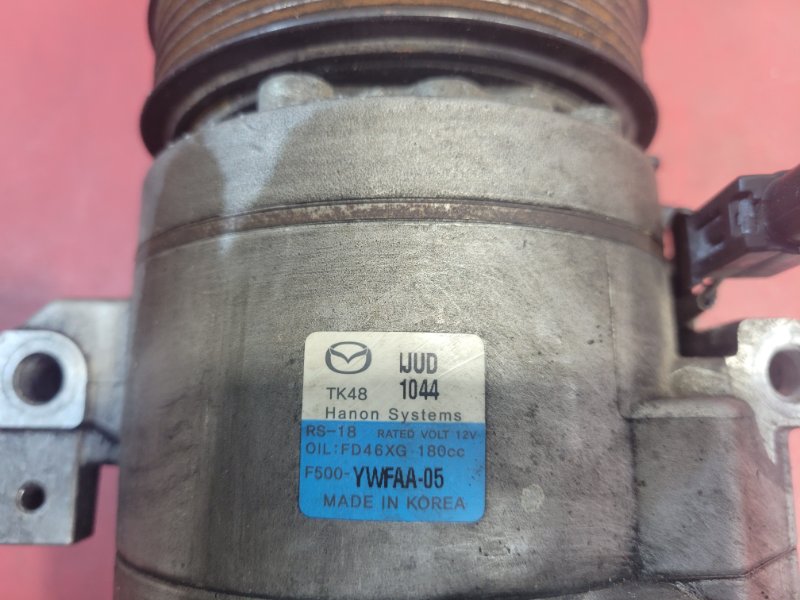 IJUD
TK48 1044
Hanon Systems
RS-18 RATED VOLT 12V
OIL:FD46XG 180cc
F500-YWFAA-05
MADE IN KOREA